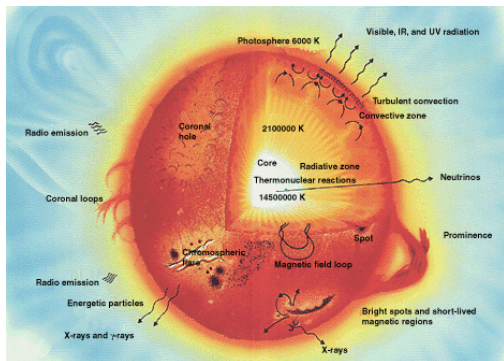 Photosphere 6000 K
Visible, IR, and UV radiation
Turbulent convection
Convective zone
Coronal
hole
2100000 K
Radio emission
Core
Radiative zone
Thermonuclear reactions
Neutrinos
14500000 K
Coronal loops
Spot
Prominence
Chromospheric
flare
Magnetic field loop
Radio emission
Energetic particles
Bright spots and short-lived
magnetic regions
X-rays and γ-rays
X-rays